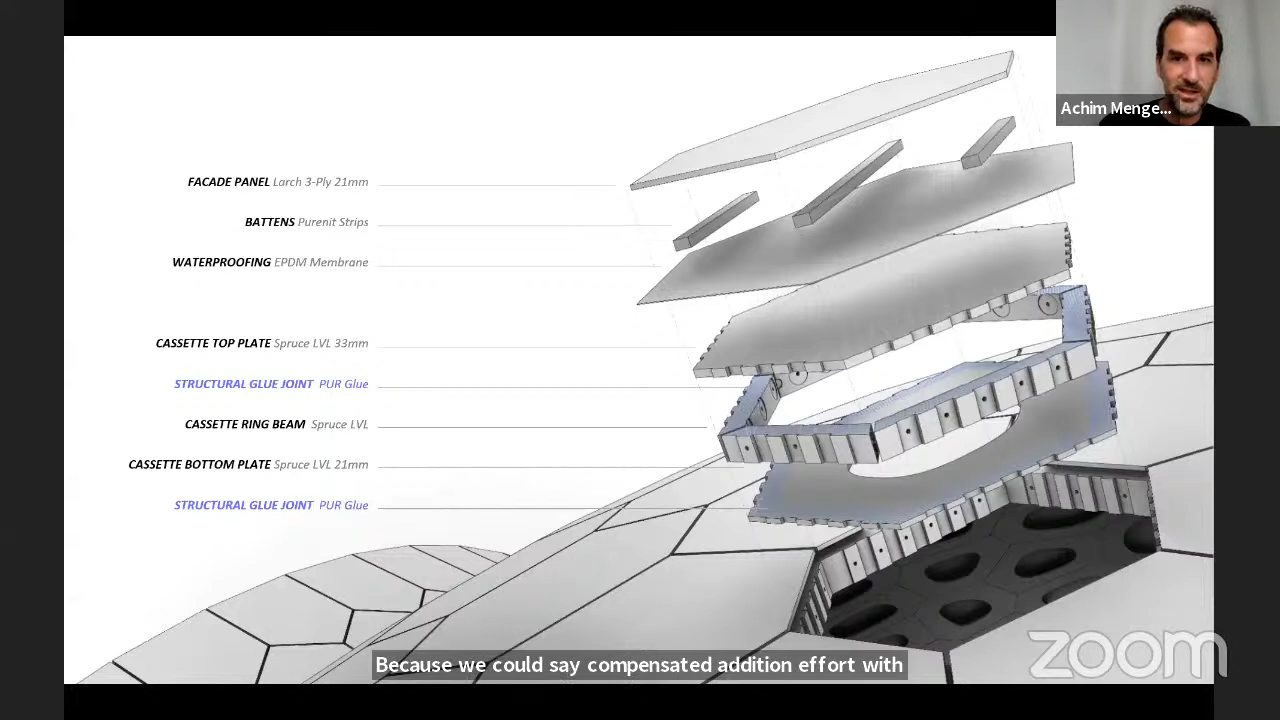 Achim Menge...
FACADE PANEL Larch 3-Ply 21mm
BATTENS Purenit Strips
WATERPROOFING EPDM Membrane
CASSETTE TOP PLATE Spruce LVL 33mm
STRUCTURAL GLUE JOINT PUR Glue
CASSETTE RING BEAM Spruce LVL
CASSETTE BOTTOM PLATE Spruce LVL 21mm
STRUCTURAL GLUE JOINT PUR Glue
zoom
Because we could say compensated addition effort with